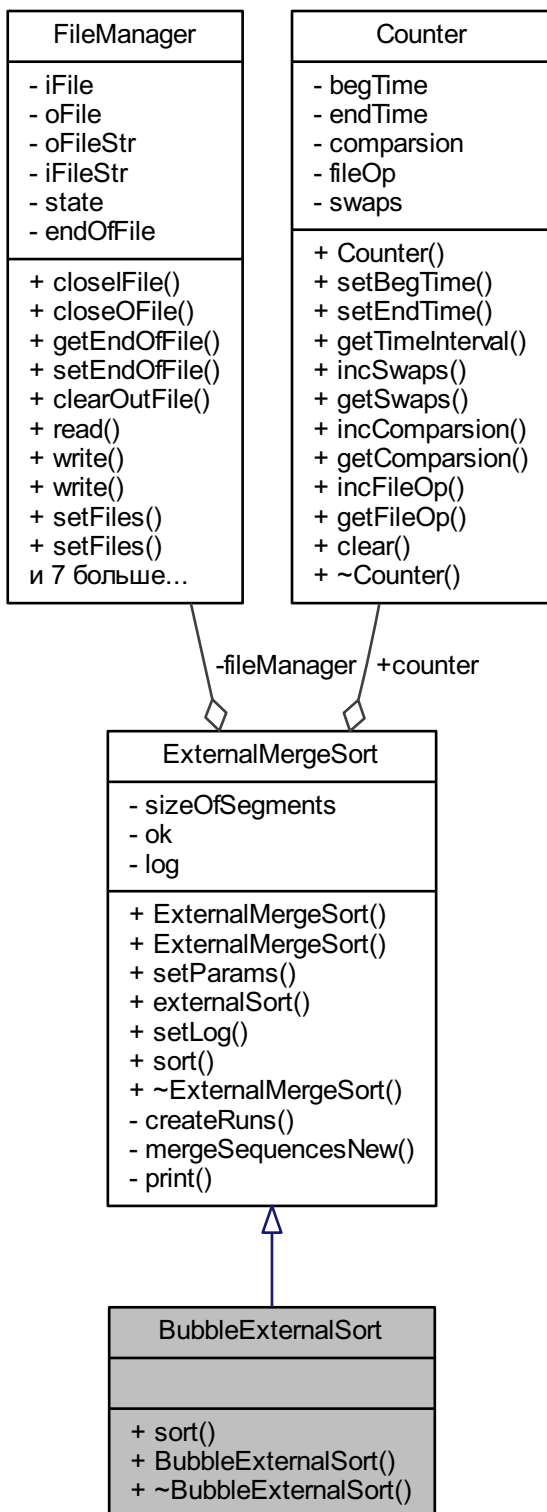 FileManager
- iFile
- oFile
- oFileStr
- iFileStr
- state
- endOfFile
+ closeIFile()
+ closeOFile()
+ getEndOfFile()
+ setEndOfFile()
+ clearOutFile()
+ read()
+ write()
+ write()
+ setFiles()
+ setFiles()
и 7 больше...
Counter
- begTime
- endTime
- comparsion
- fileOp
- swaps
+ Counter()
+ setBegTime()
+ setEndTime()
+ getTimeInterval()
+ incSwaps()
+ getSwaps()
+ incComparsion()
+ getComparsion()
+ incFileOp()
+ getFileOp()
+ clear()
+ ~Counter()
-fileManager
+counter
ExternalMergeSort
- sizeOfSegments
- ok
- log
+ ExternalMergeSort()
+ ExternalMergeSort()
+ setParams()
+ externalSort()
+ setLog()
+ sort()
+ ~ExternalMergeSort()
- createRuns()
- mergeSequencesNew()
- print()
BubbleExternalSort
+ sort()
+ BubbleExternalSort()
+ ~BubbleExternalSort()